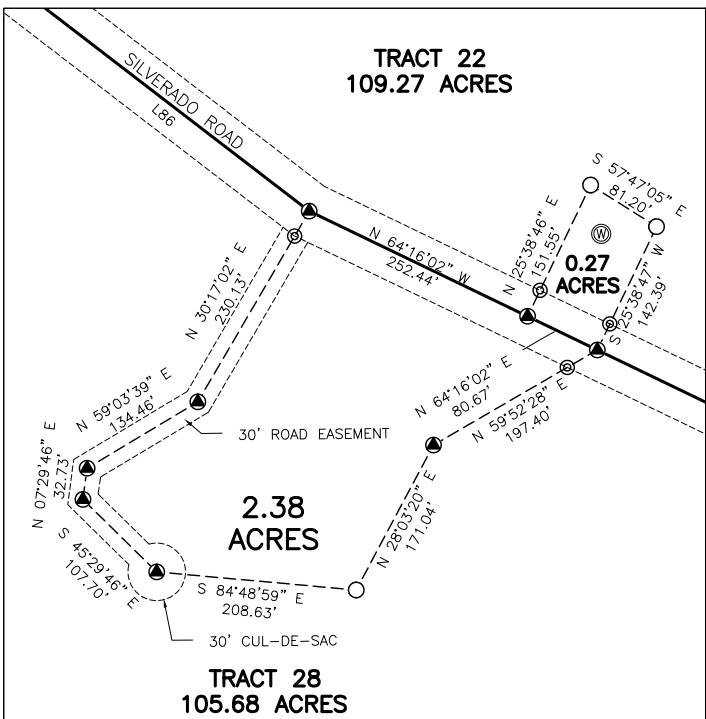 TRACT 22
109.27 ACRES
SILVERADO ROAD
L86
S 57°47'05" E
81.20'
N 25°38'46" E
151.55'
W
0.27
ACRES
S 25°38'47" W
142.39'
N 64°16'02" W
252.44'
N 30°17'02" E
230.13'
N 64°16'02" E
80.67'
N 59°52'28" E
197.40'
N 59°03'39" E
134.46'
30' ROAD EASEMENT
N 07°29'46" E
32.73'
2.38
ACRES
N 28°03'20" E
171.04'
S 45°29'46" E
107.70'
S 84°48'59" E
208.63'
30' CUL-DE-SAC
TRACT 28
105.68 ACRES